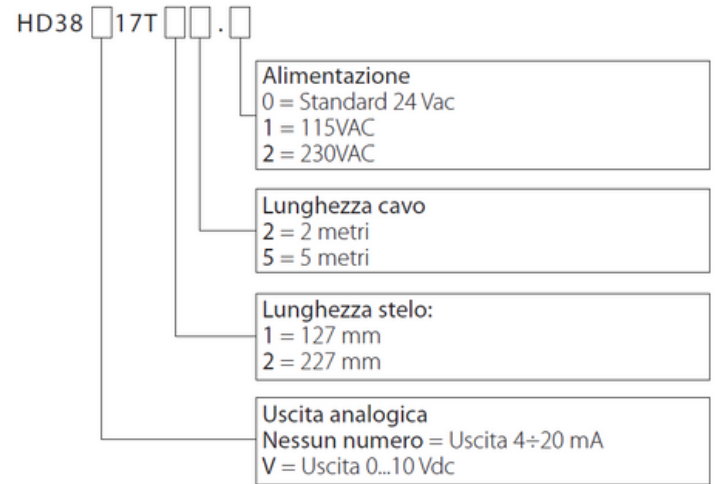 HD38 17T .
Alimentazione
0 = Standard 24 Vac
1 = 115VAC
2 = 230VAC
Lunghezza cavo
2 = 2 metri
5 = 5 metri
Lunghezza stelo:
1 = 127 mm
2 = 227 mm
Uscita analogica
Nessun numero = Uscita 4÷20 mA
V = Uscita 0...10 Vdc